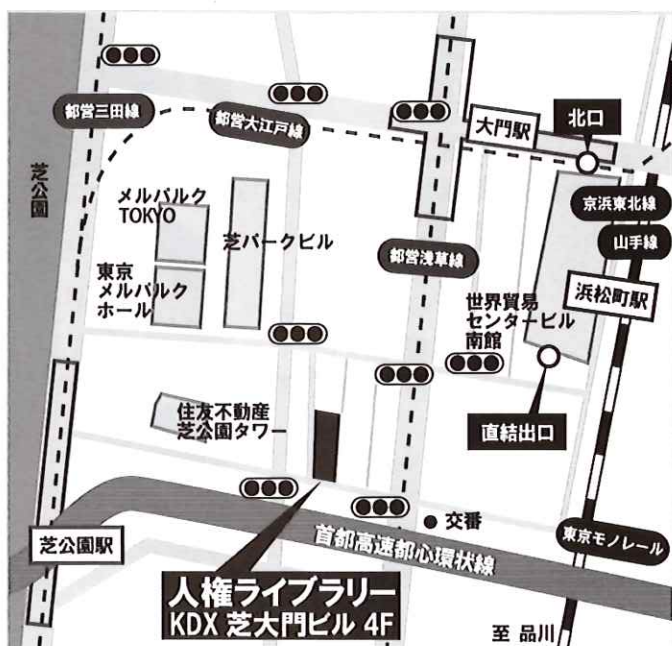 都営三田線
都営大江戸線
大門駅
北口
芝公園
メルパルク
TOKYO
芝パークビル
都営浅草線
京浜東北線
山手線
浜松町駅
東京
メルパルク
ホール
世界貿易
センタービル
南館
住友不動産
芝公園タワー
直結出口
交番
首都高速都心環状線
東京モノレール
芝公園駅
人権ライブラリー
KDX 芝大門ビル 4F
至 品川